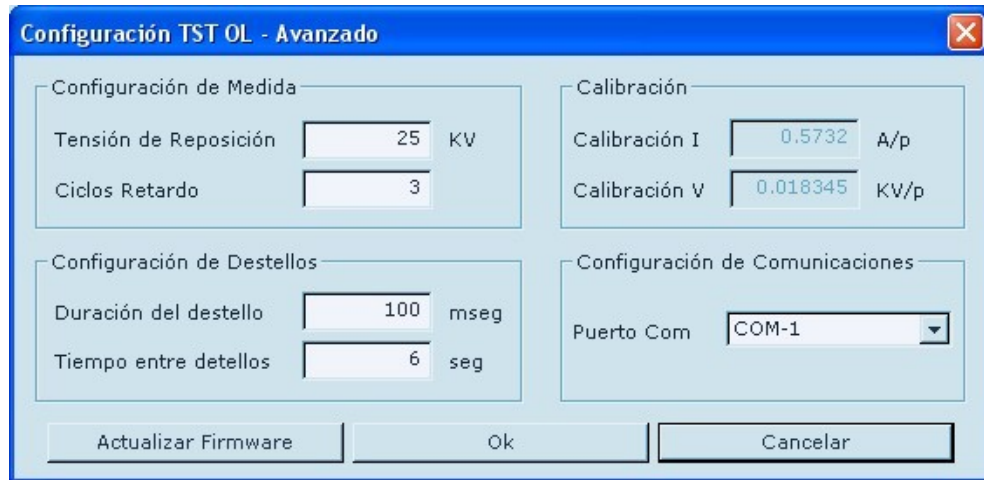 Configuración TST OL - Avanzado
Configuración de Medida
Tensión de Reposición 25 KV
Ciclos Retardo 3
Calibración
Calibración I 0.5732 A/p
Calibración V 0.018345 KV/p
Configuración de Destellos
Duración del destello 100 mseg
Tiempo entre detellos 6 seg
Configuración de Comunicaciones
Puerto Com COM-1
Actualizar Firmware Ok Cancelar